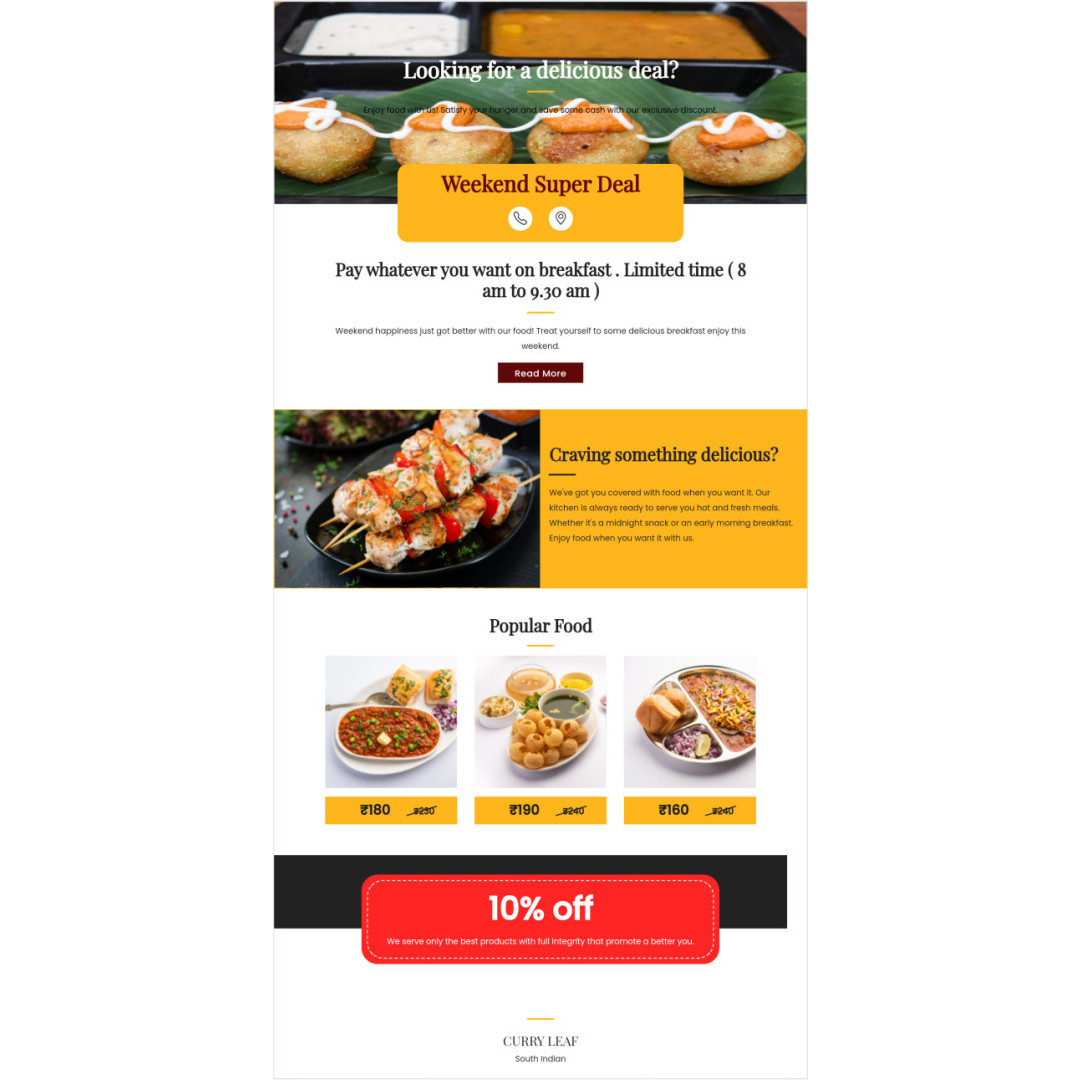 Looking for a delicious deal?
Enjoy food with us! Satisfy your hunger and save some cash with our exclusive discount.
Weekend Super Deal
Pay whatever you want on breakfast . Limited time ( 8
am to 9.30 am )
Weekend happiness just got better with our food! Treat yourself to some delicious breakfast enjoy this
weekend.
Read More
Craving something delicious?
We've got you covered with food when you want it. Our
kitchen is always ready to serve you hot and fresh meals.
Whether it's a midnight snack or an early morning breakfast.
Enjoy food when you want it with us.
Popular Food
₹180 ₹230
₹190 ₹240
₹160 ₹240
10% off
We serve only the best products with full integrity that promote a better you.
CURRY LEAF
South Indian